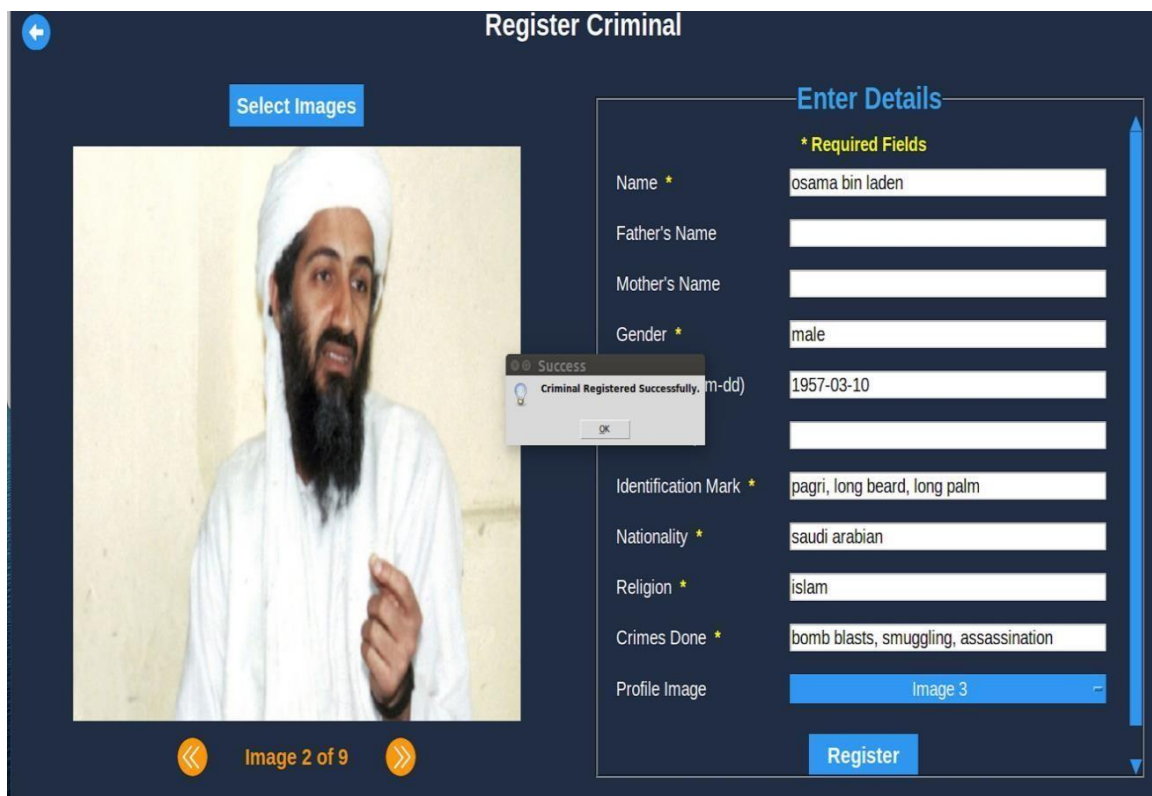 Register Criminal
Select Images
Enter Details
* Required Fields
Name * osama bin laden
Father's Name
Mother's Name
Gender * male
m-dd) 1957-03-10
Success
Criminal Registered Successfully.
OK
Identification Mark * pagri, long beard, long palm
Nationality * saudi arabian
Religion * islam
Crimes Done * bomb blasts, smuggling, assassination
Profile Image Image 3
Image 2 of 9
Register